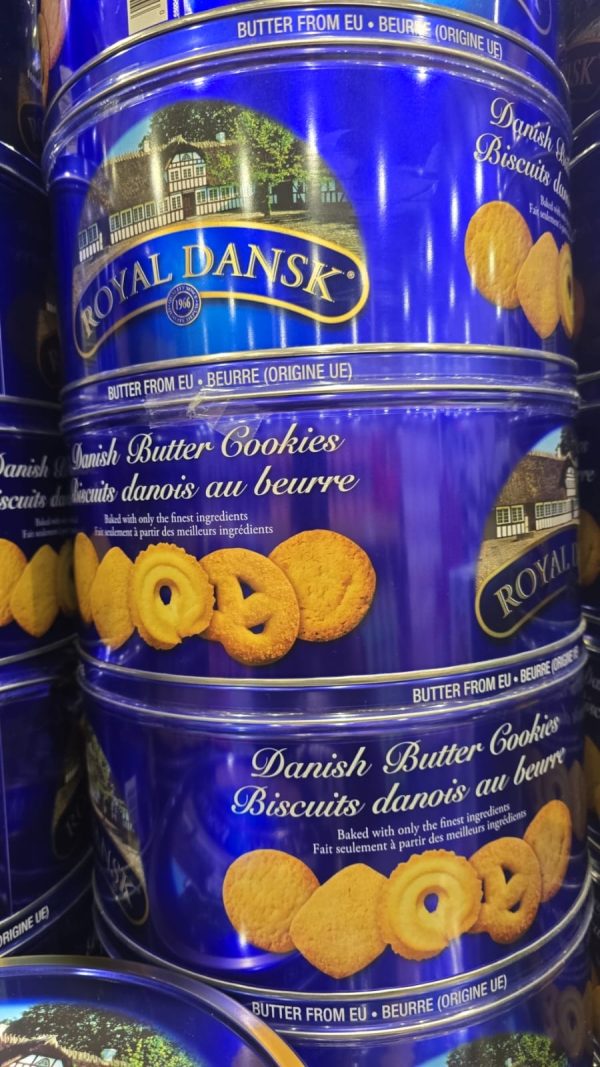 BUTTER FROM EU • BEURRE (ORIGINE UE)
Danish
Biscuits
ROYAL DANSK®
1966
BUTTER FROM EU • BEURRE (ORIGINE UE)
Danish
Danish Butter Cookies
Biscuits danois au beurre
Baked with only the finest ingredients
Fait seulement à partir des meilleurs ingrédients
ROYAL
BUTTER FROM EU • BEURRE (ORIGINE
Danish Butter Cookies
Biscuits danois au beurre
Baked with only the finest ingredients
Fait seulement à partir des meilleurs ingrédients
ORIGINE UE)
BUTTER FROM EU • BEURRE (ORIGINE UE)